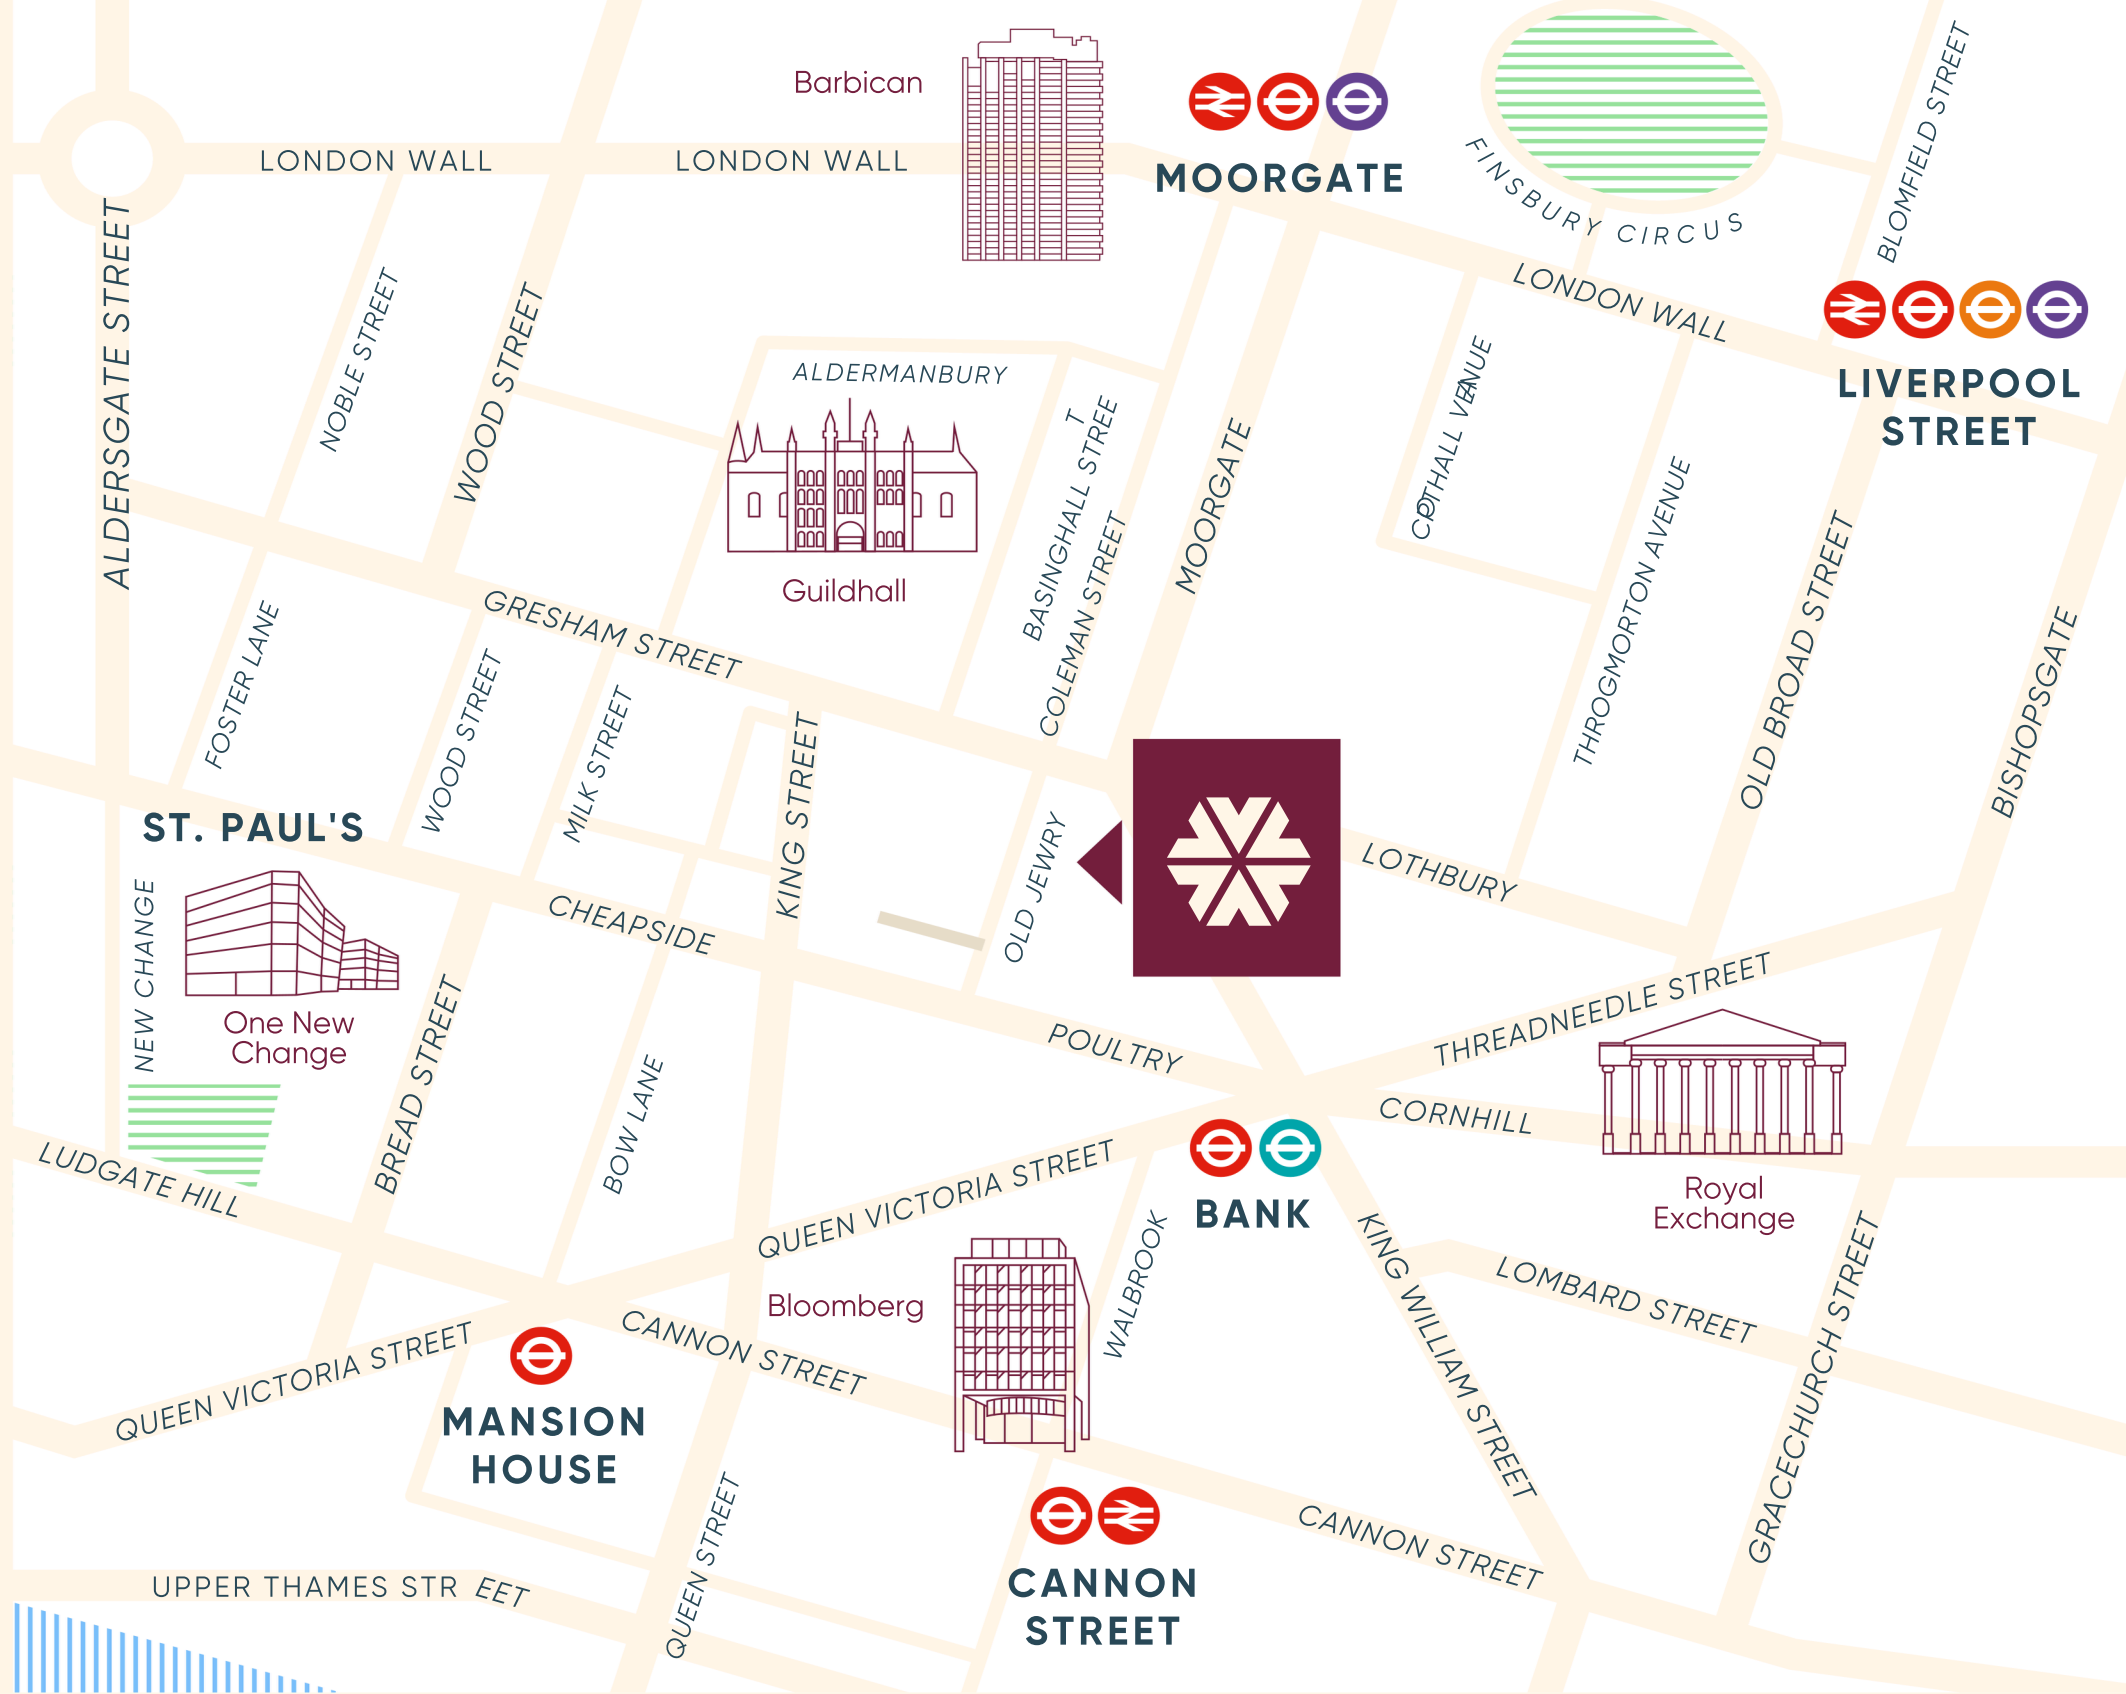 Barbican
MOORGATE
LONDON WALL
LONDON WALL
FINSBURY CIRCUS
BLOMFIELD STREET
ALDERSGATE STREET
NOBLE STREET
WOOD STREET
ALDERMANBURY
LONDON WALL
LIVERPOOL
STREET
Guildhall
BASINGHALL STREET
COLEMAN STREET
MOORGATE
COPTHALL AVENUE
THROGMORTON AVENUE
OLD BROAD STREET
BISHOPSGATE
GRESHAM STREET
FOSTER LANE
WOOD STREET
MILK STREET
KING STREET
OLD JEWRY
LOTHBURY
ST. PAUL'S
CHEAPSIDE
NEW CHANGE
One New
Change
BREAD STREET
BOW LANE
POULTRY
THREADNEEDLE STREET
CORNHILL
LUDGATE HILL
QUEEN VICTORIA STREET
BANK
Royal
Exchange
WALBROOK
Bloomberg
KING WILLIAM STREET
LOMBARD STREET
GRACECHURCH STREET
QUEEN VICTORIA STREET
CANNON STREET
MANSION
HOUSE
QUEEN STREET
CANNON
STREET
CANNON STREET
UPPER THAMES STR EET